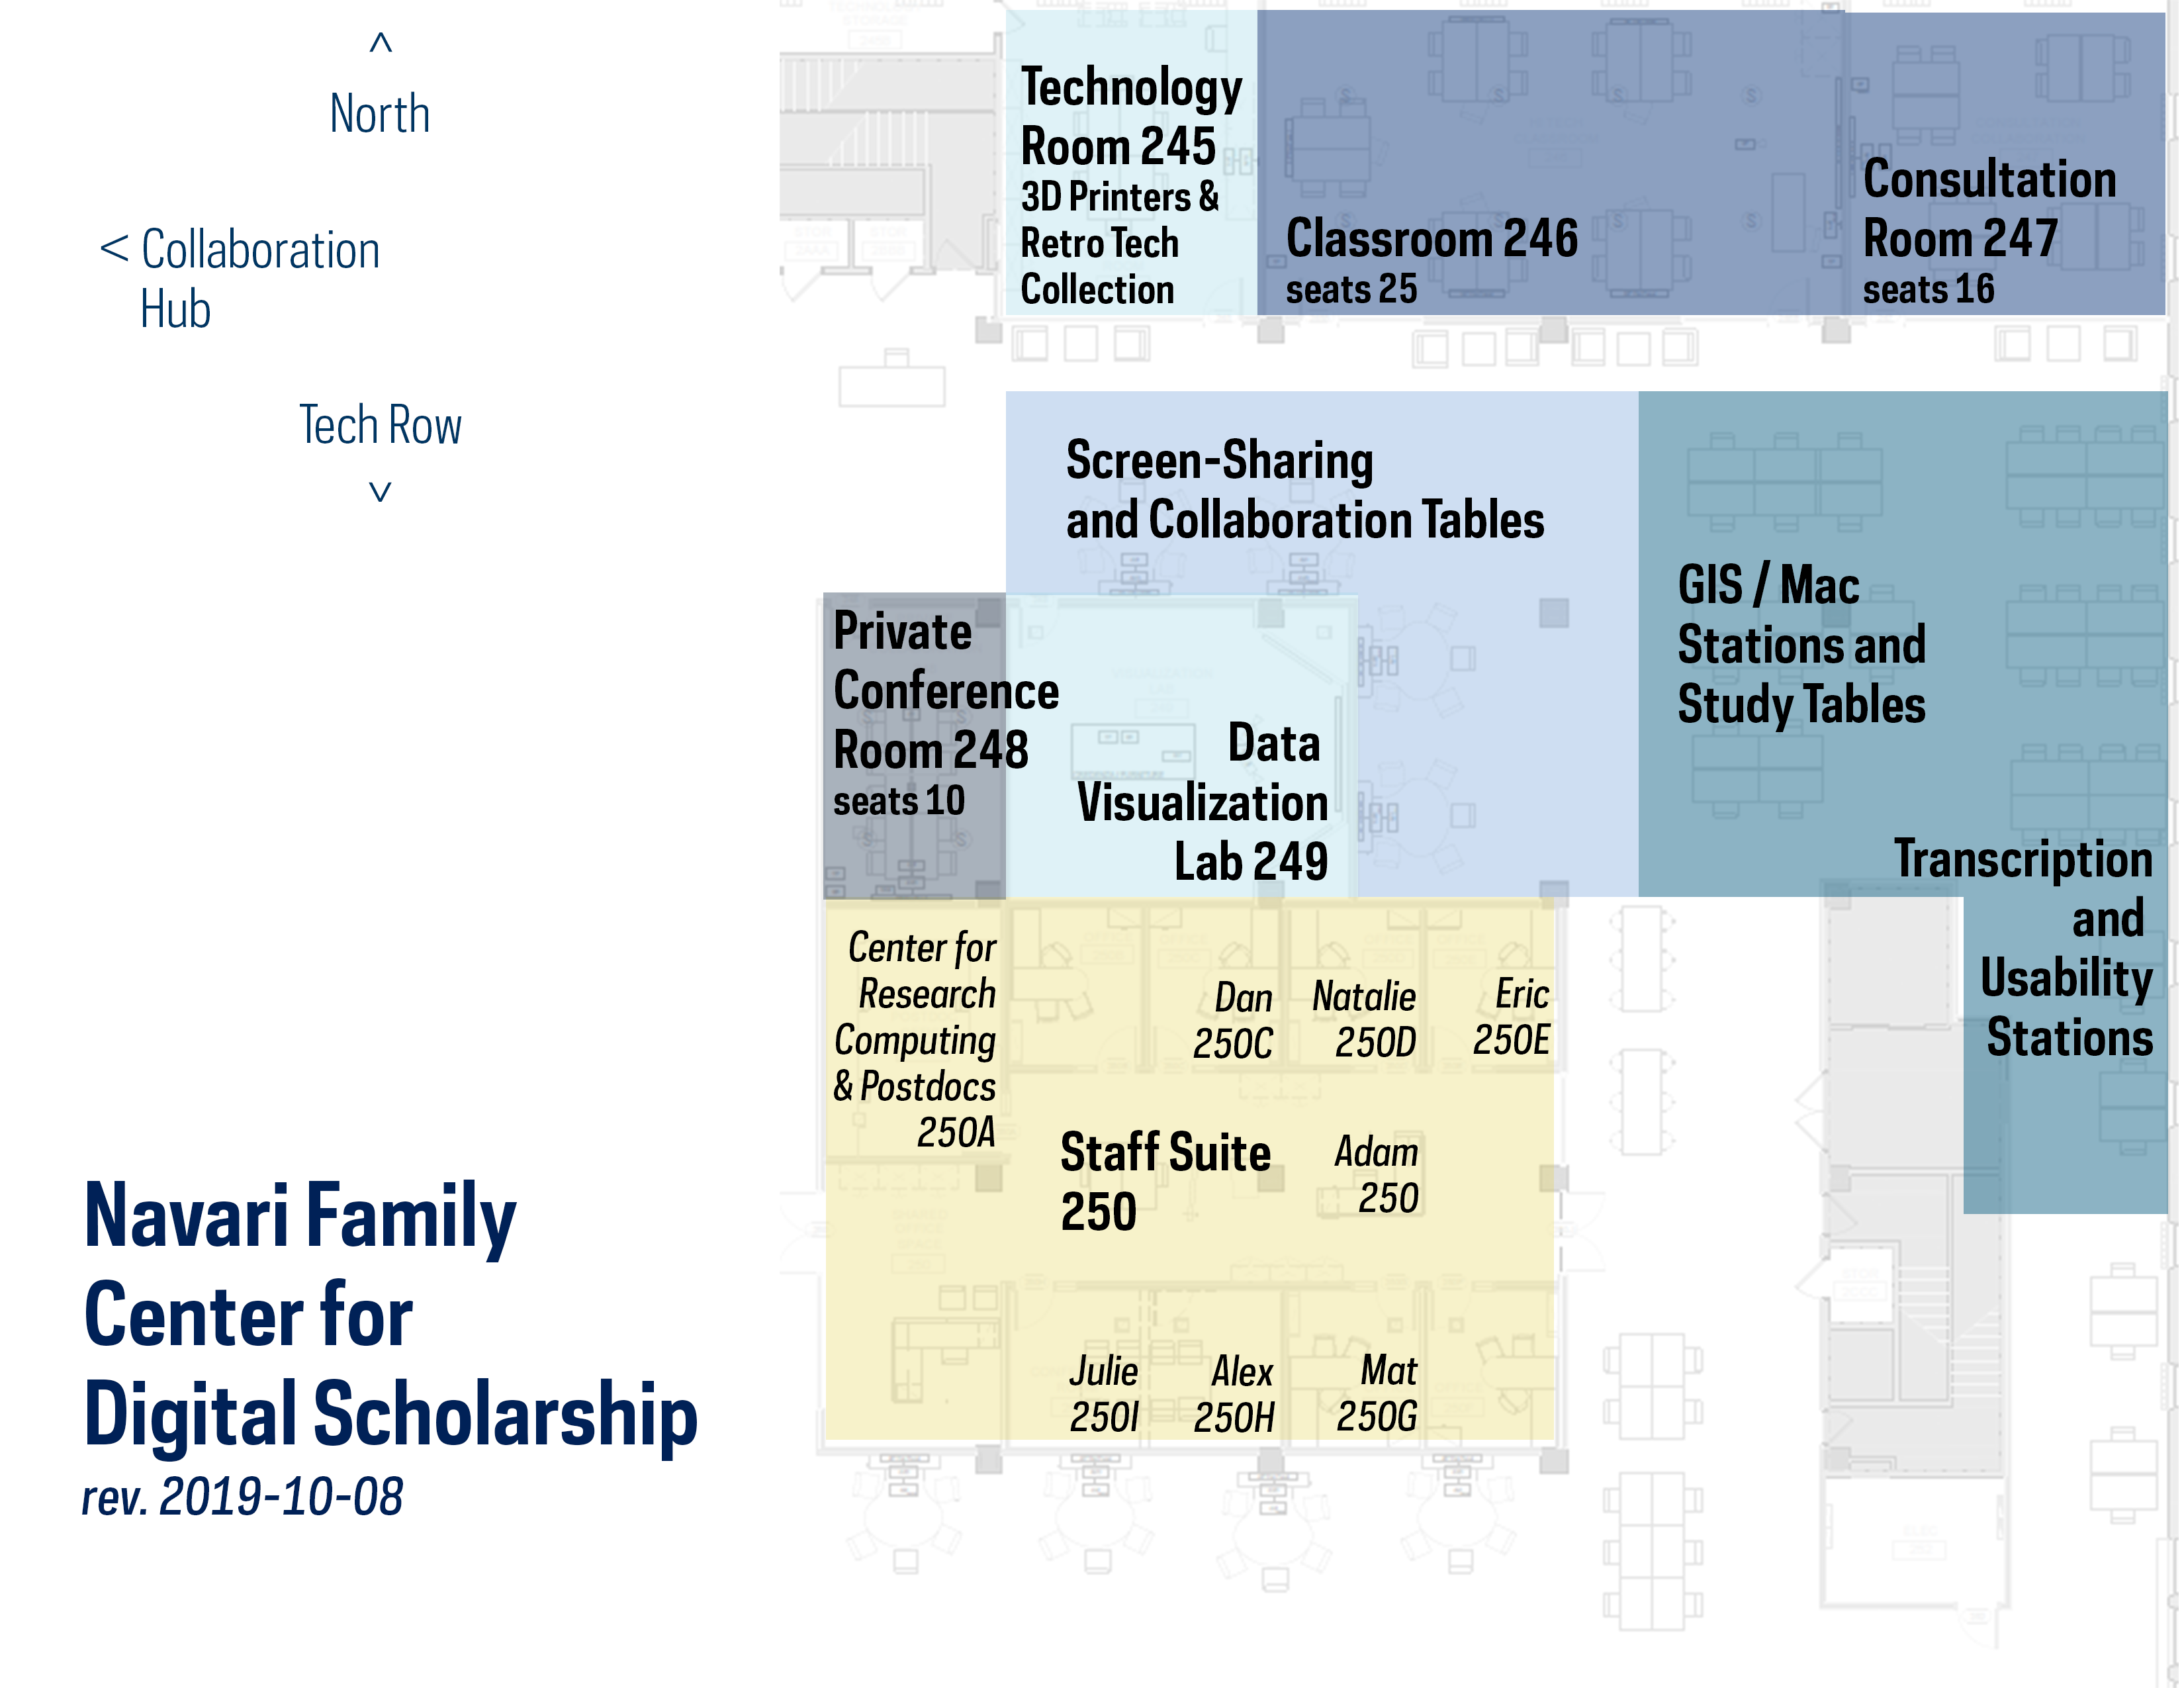 ^
North
< Collaboration
Hub
Tech Row
v
Technology
Room 245
3D Printers &
Retro Tech
Collection
Classroom 246
seats 25
Consultation
Room 247
seats 16
Screen-Sharing
and Collaboration Tables
GIS / Mac
Stations and
Study Tables
Private
Conference
Room 248
seats 10
Data
Visualization
Lab 249
Transcription
and
Usability
Stations
Center for
Research
Computing
& Postdocs
250A
Dan
250C
Natalie
250D
Eric
250E
Staff Suite
250
Adam
250
Julie
250I
Alex
250H
Mat
250G
Navari Family
Center for
Digital Scholarship
rev. 2019-10-08